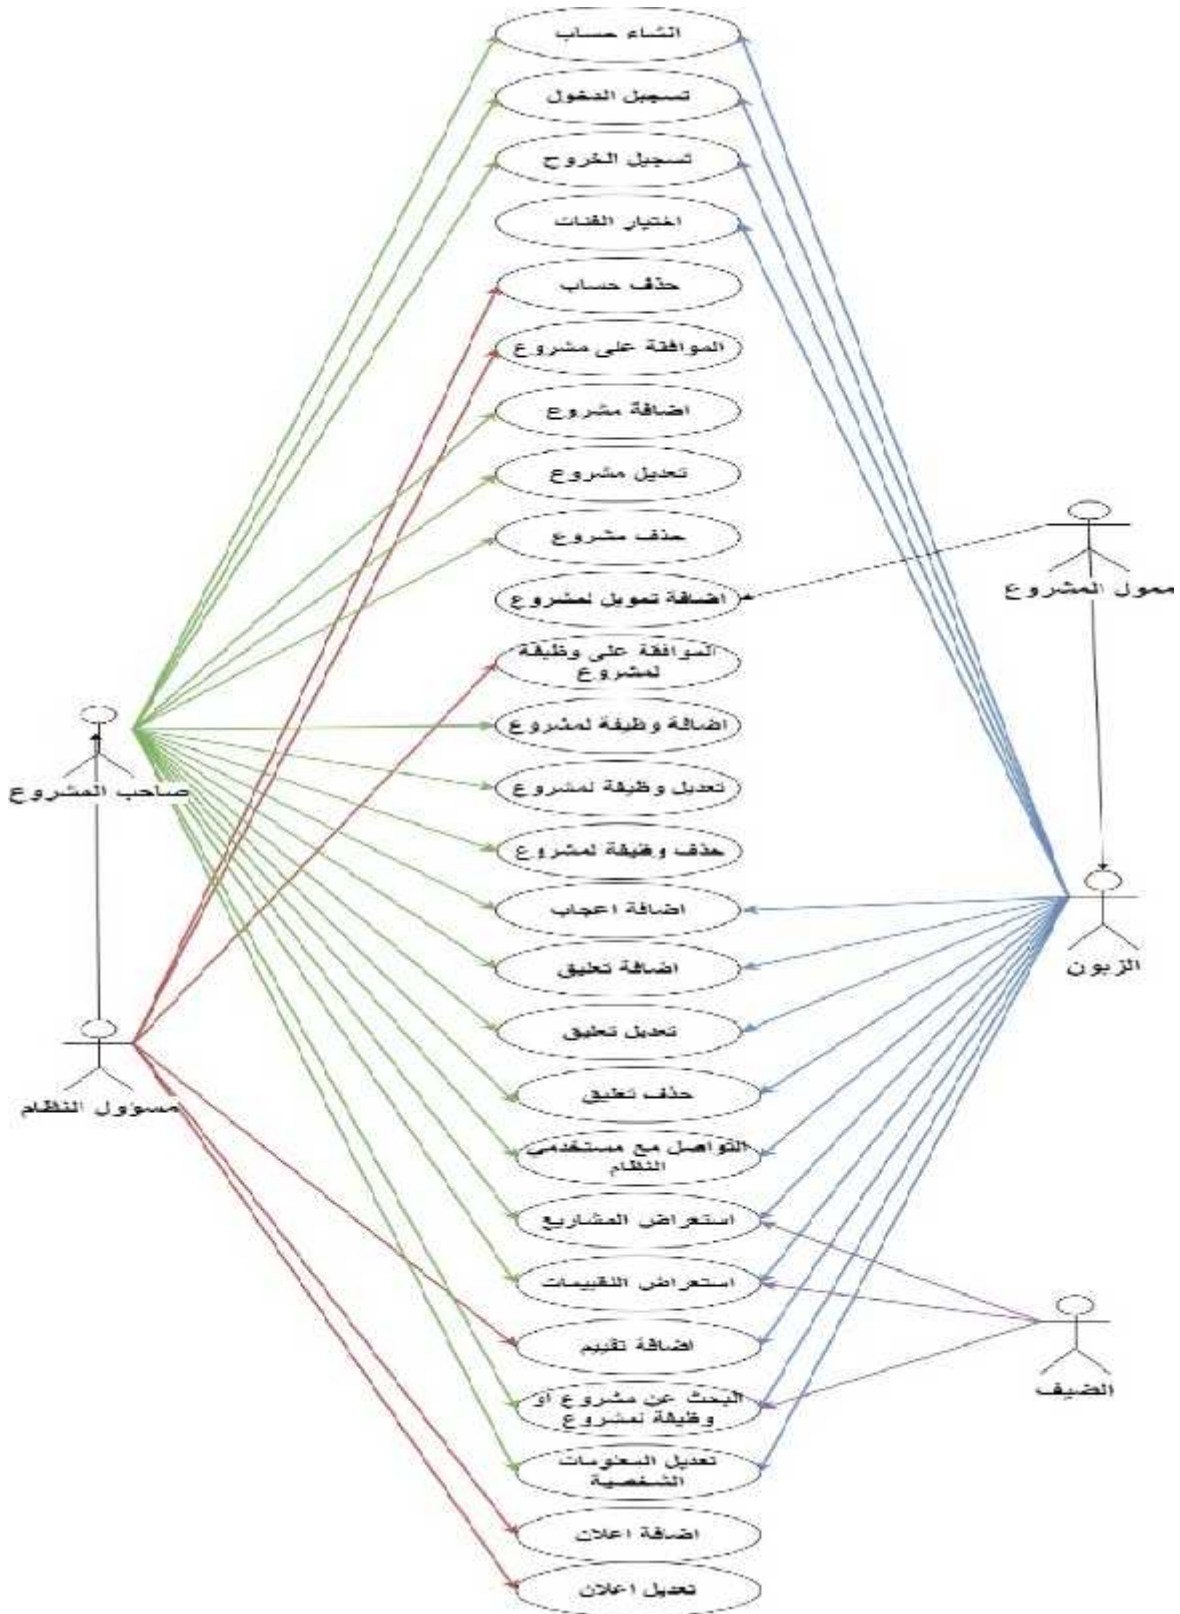 انشاء حساب
تسجيل الدخول
تسجيل الخروج
اختيار الفئات
حذف حساب
الموافقة على مشروع
اضافة مشروع
تعديل مشروع
حذف مشروع
ممول المشروع
اضافة تمويل لمشروع
الموافقة على وظيفة
لمشروع
اضافة وظيفة لمشروع
صاحب المشروع
تعديل وظيفة لمشروع
حذف وظيفة لمشروع
اضافة اعجاب
الزبون
اضافة تعليق
تعديل تعليق
حذف تعليق
مسؤول النظام
التواصل مع مستخدمي
النظام
استعراض المشاريع
استعراض التقييمات
اضافة تقييم
الضيف
البحث عن مشروع او
وظيفة لمشروع
تعديل المعلومات
الشخصية
اضافة اعلان
تعديل اعلان